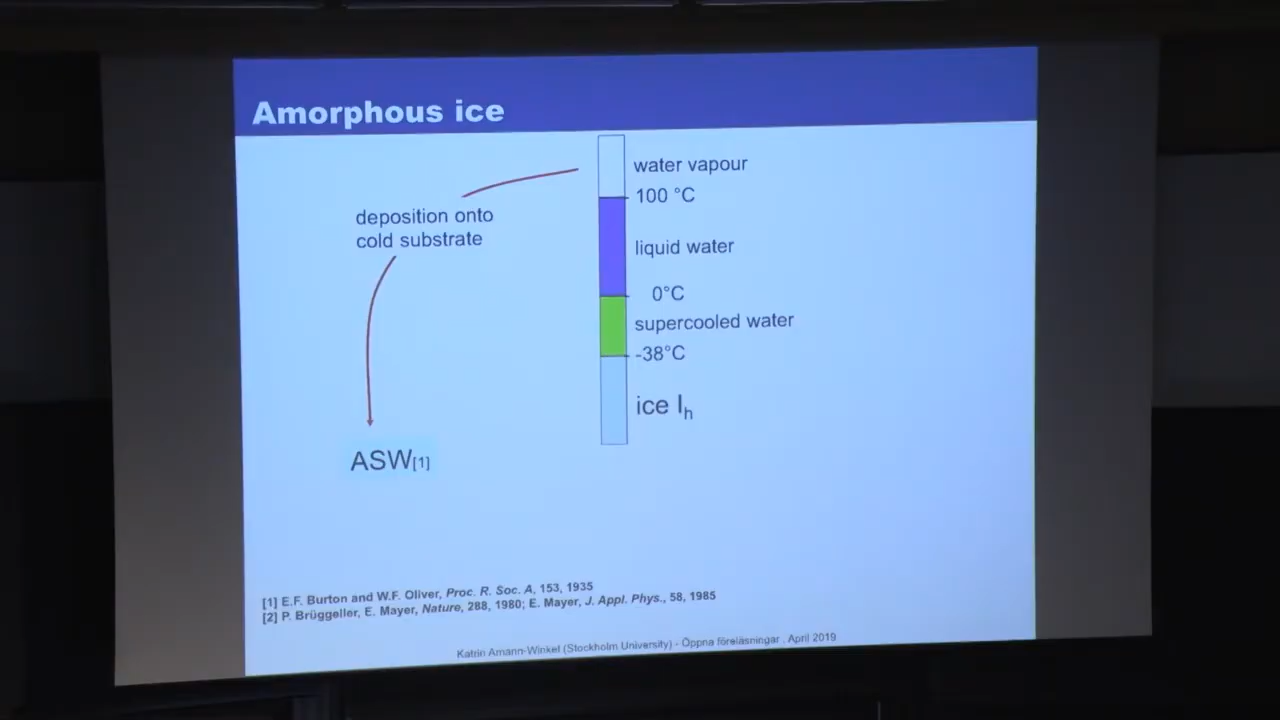 Amorphous ice
water vapour
100 °C
deposition onto
cold substrate
liquid water
0°C
supercooled water
-38°C
ice Ih
ASW[1]
[1] E.F. Burton and W.F. Oliver, Proc. R. Soc. A, 153, 1935
[2] P. Brüggeller, E. Mayer, Nature, 288, 1980; E. Mayer, J. Appl. Phys., 58, 1985
Katrin Amann-Winkel (Stockholm University) - Öppna föreläsningar , April 2019